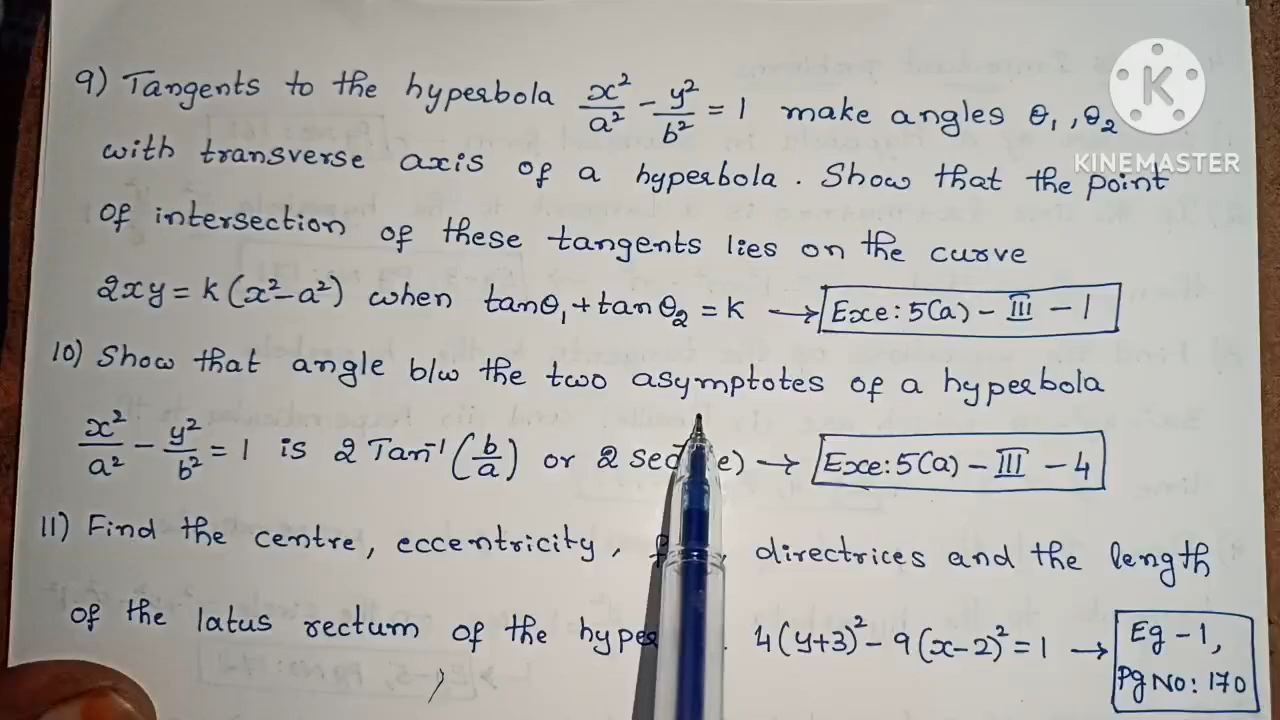 9) Tangents to the hyperbola x²/a² - y²/b² = 1 make angles θ₁, θ₂
with transverse axis of a hyperbola. Show that the point
of intersection of these tangents lies on the curve
2xy = k(x²-a²) when tanθ₁ + tanθ₂ = k → Exe: 5(a) - III - 1
10) Show that angle b/w the two asymptotes of a hyperbola
x²/a² - y²/b² = 1 is 2 Tan⁻¹(b/a) or 2 sec e) → Exe: 5(a) - III - 4
11) Find the centre, eccentricity, directrices and the length
of the latus rectum of the hype 4(y+3)² - 9(x-2)² = 1 → Eg - 1,
Pg No: 170
K
KINEMASTER